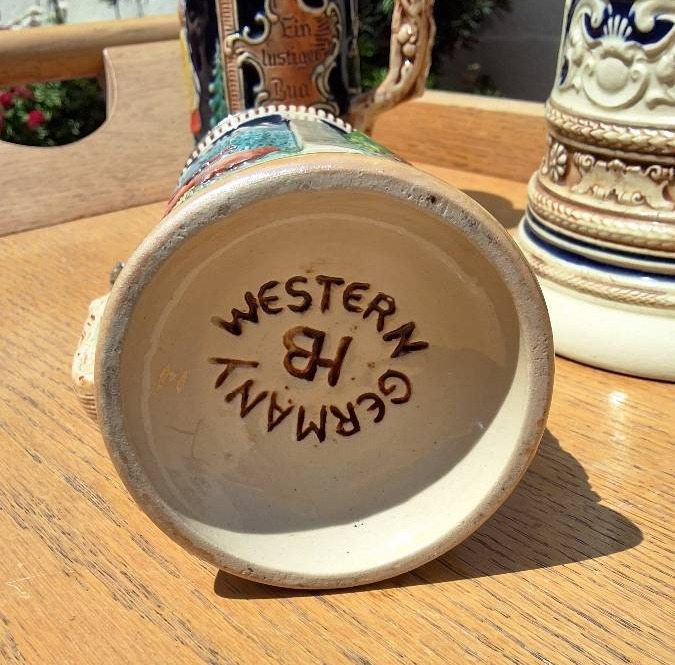 Ein
lustiger
Bud
WESTERN
GERMANY
HB